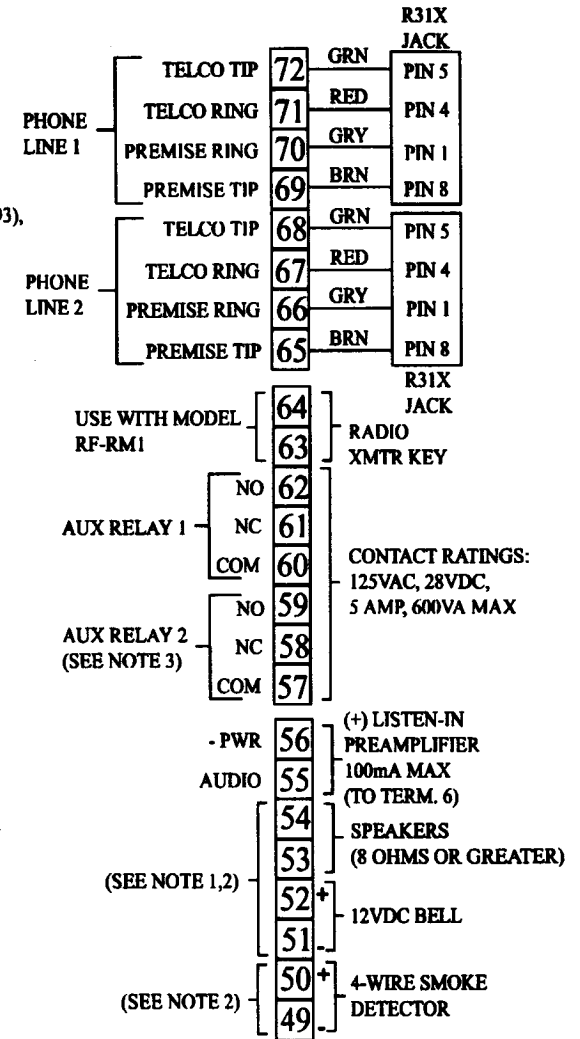 R31X
JACK
TELCO TIP 72 GRN PIN 5
TELCO RING 71 RED PIN 4
PHONE
LINE 1
PREMISE RING 70 GRY PIN 1
PREMISE TIP 69 BRN PIN 8
93),
TELCO TIP 68 GRN PIN 5
TELCO RING 67 RED PIN 4
PHONE
LINE 2
PREMISE RING 66 GRY PIN 1
PREMISE TIP 65 BRN PIN 8
R31X
JACK
USE WITH MODEL
RF-RM1
64
63
RADIO
XMTR KEY
AUX RELAY 1
NO 62
NC 61
COM 60
AUX RELAY 2
(SEE NOTE 3)
NO 59
NC 58
COM 57
CONTACT RATINGS:
125VAC, 28VDC,
5 AMP, 600VA MAX
- PWR 56
AUDIO 55
(+) LISTEN-IN
PREAMPLIFIER
100mA MAX
(TO TERM. 6)
(SEE NOTE 1,2)
54
53
SPEAKERS
(8 OHMS OR GREATER)
52 +
51 -
12VDC BELL
(SEE NOTE 2)
50 +
49 -
4-WIRE SMOKE
DETECTOR